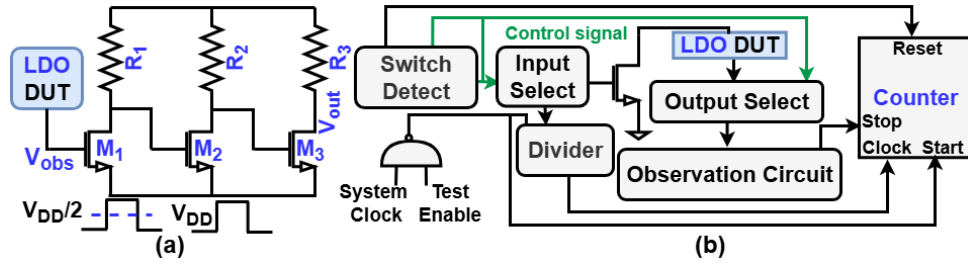 LDO
DUT
R1
R2
R3
Vobs
M1
M2
M3
Vout
VDD/2
VDD
(a)
Control signal
Switch
Detect
Input
Select
LDO DUT
Output Select
Divider
Observation Circuit
System
Clock
Test
Enable
Reset
Counter
Stop
Clock Start
(b)